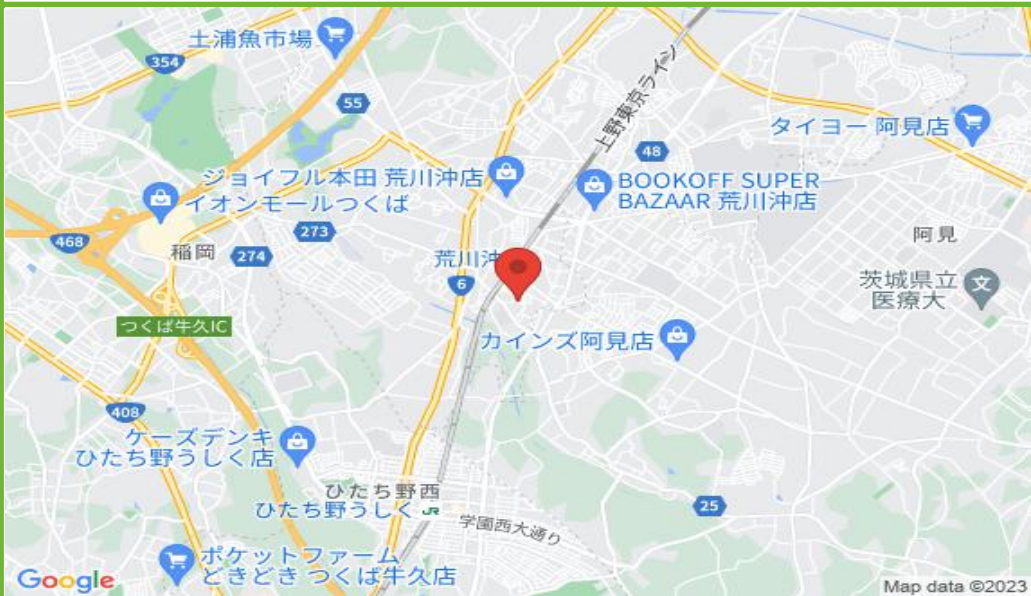 土浦魚市場
354
55
上野東京ライン
タイヨー 阿見店
48
ジョイフル本田 荒川沖店
BOOKOFF SUPER
BAZAAR 荒川沖店
イオンモールつくば
468
稲岡
274
273
阿見
荒川沖
6
茨城県立
医療大
文
つくば牛久IC
カインズ阿見店
408
ケーズデンキ
ひたち野うしく店
ひたち野西
ひたち野うしく JR
学園西大通り
25
ポケットファーム
どきどき つくば牛久店
Google
Map data ©2023